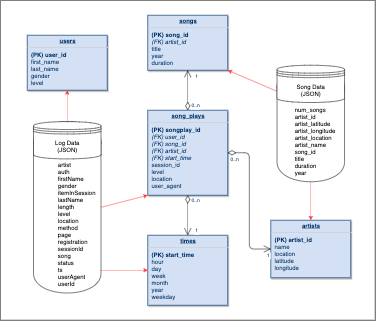 songs
(PK) song_id
(FK) artist_id
title
year
duration
users
(PK) user_id
first_name
last_name
gender
level
1
0..n
Song Data
(JSON)
num_songs
artist_id
artist_latitude
artist_longitude
artist_location
artist_name
song_id
title
duration
year
song_plays
(PK) songplay_id
(FK) user_id
(FK) song_id
(FK) artist_id
(FK) start_time
session_id
level
location
user_agent
0..n
Log Data
(JSON)
artist
auth
firstName
gender
itemInSession
lastName
length
level
location
method
page
registration
sessionId
song
status
ts
userAgent
userId
0..n
1
times
(PK) start_time
hour
day
week
month
year
weekday
1
artists
(PK) artist_id
name
location
latitude
longitude